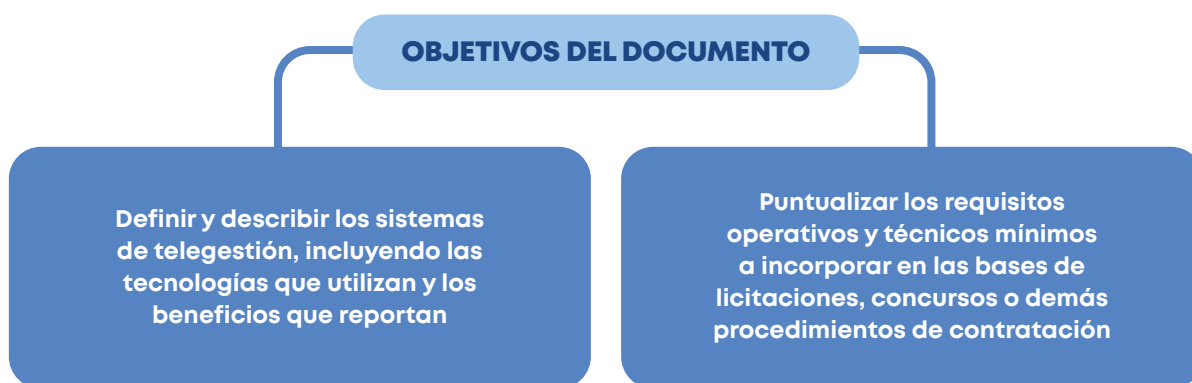 OBJETIVOS DEL DOCUMENTO
Definir y describir los sistemas
de telegestión, incluyendo las
tecnologías que utilizan y los
beneficios que reportan
Puntualizar los requisitos
operativos y técnicos mínimos
a incorporar en las bases de
licitaciones, concursos o demás
procedimientos de contratación